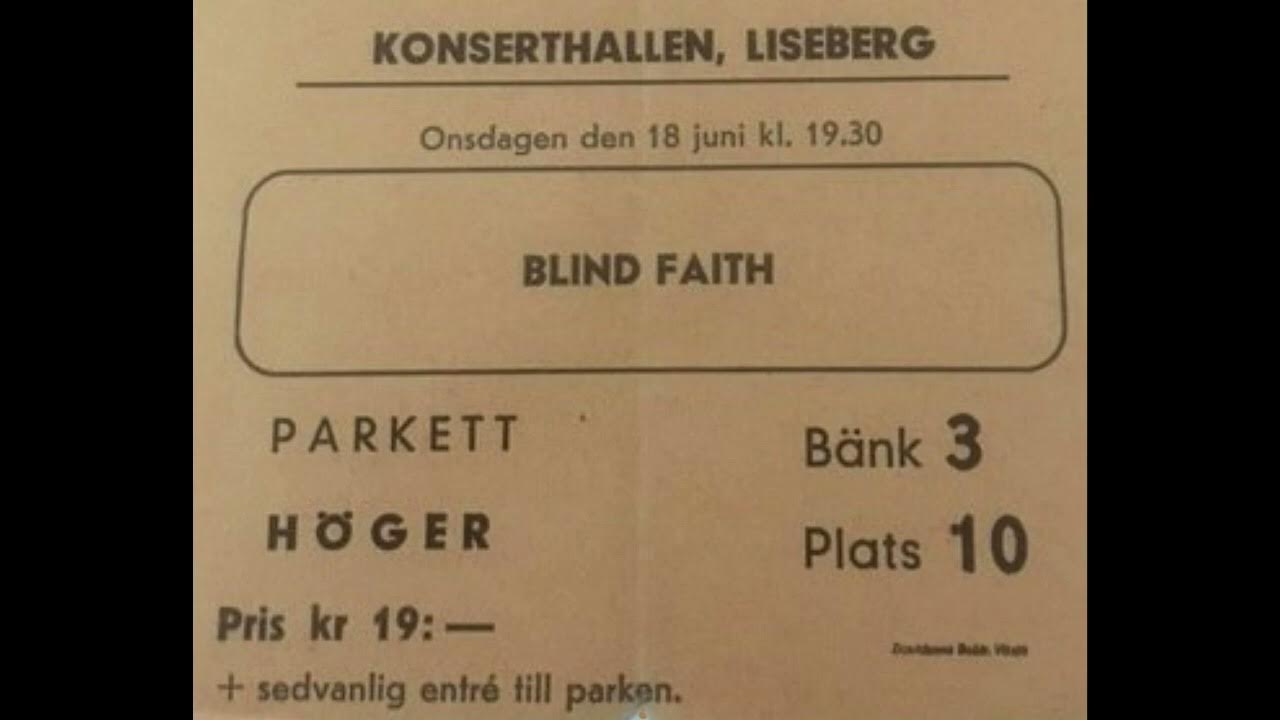 KONSERTHALLEN, LISEBERG
Onsdagen den 18 juni kl. 19.30
BLIND FAITH
PARKETT
Bänk 3
HÖGER
Plats 10
Pris kr 19:—
+ sedvanlig entré till parken.